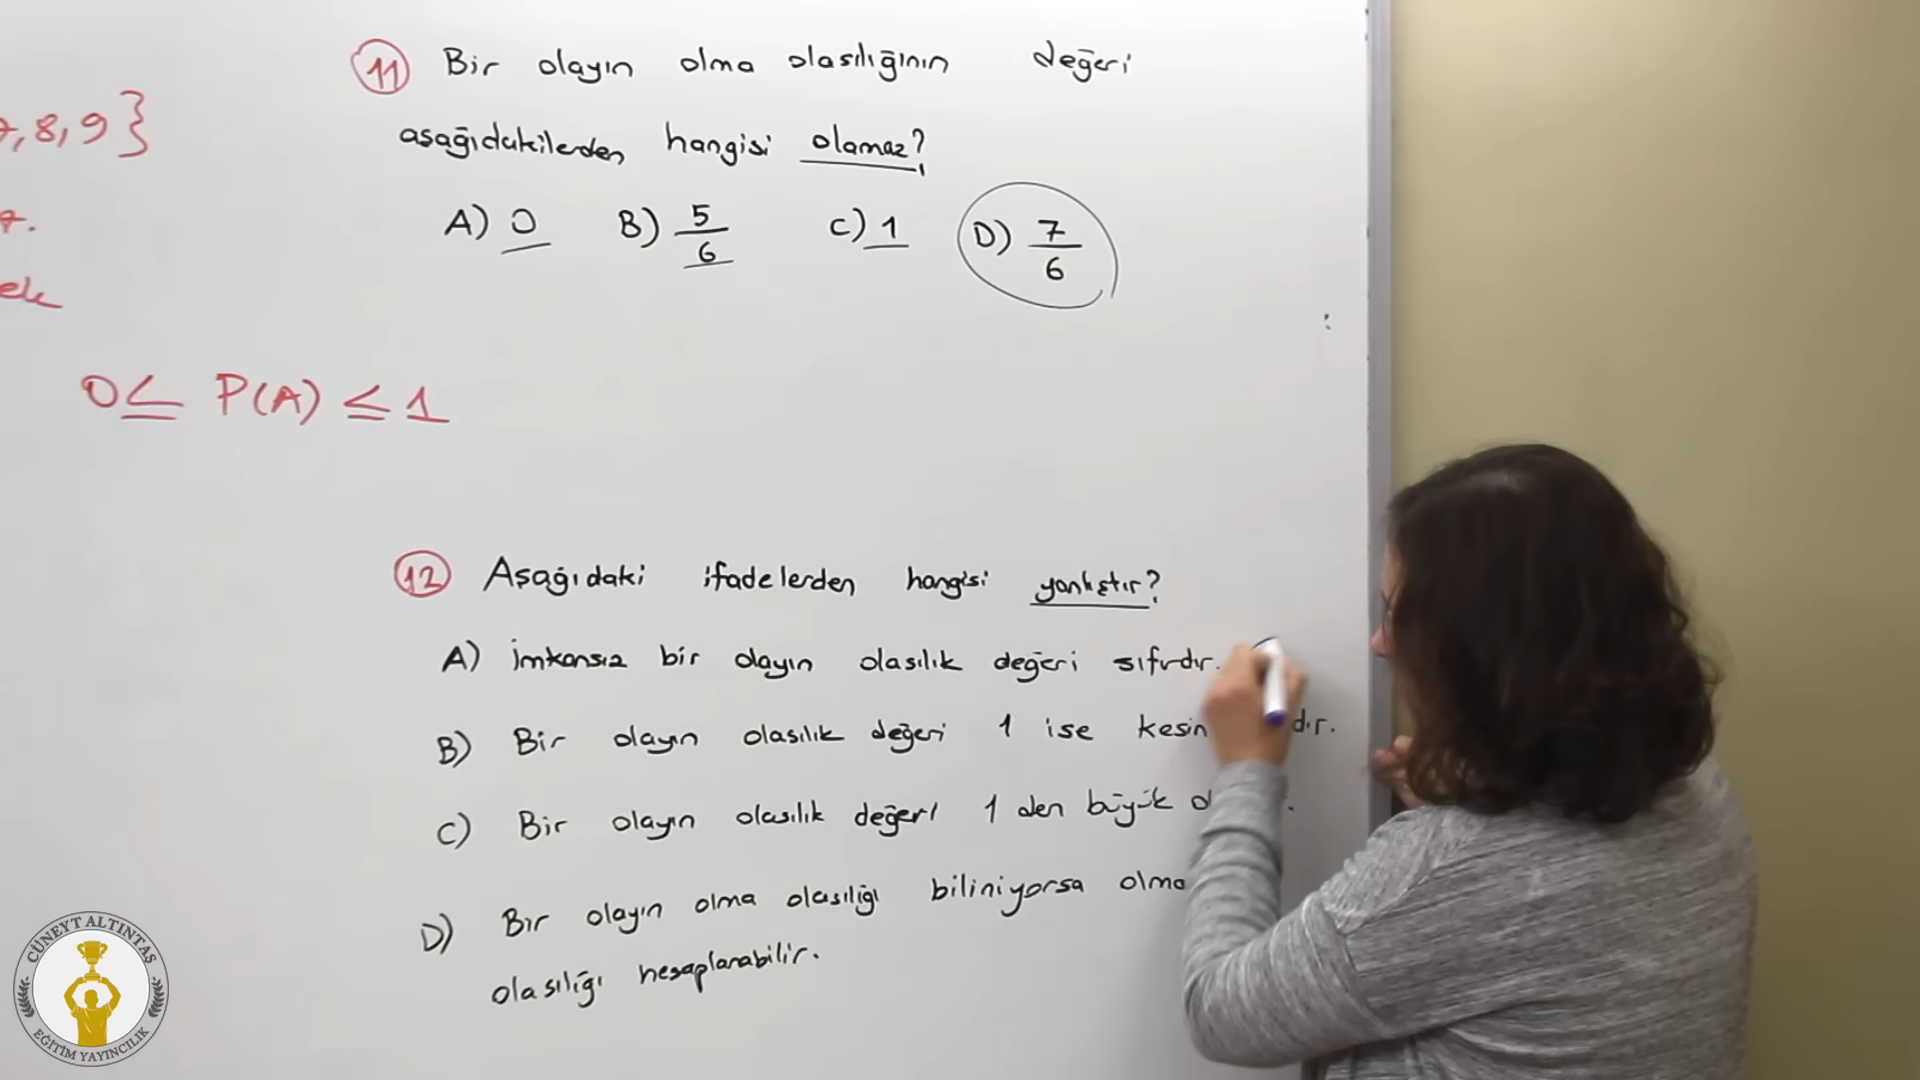 7, 8, 9 }
7.
0 ≤ P(A) ≤ 1
11 Bir olayın olma olasılığının değeri
aşağıdakilerden hangisi olamaz?
A) 0 B) 5/6 C) 1 D) 7/6
12 Aşağıdaki ifadelerden hangisi yanlıştır?
A) İmkansız bir olayın olasılık değeri sıfırdır.
B) Bir olayın olasılık değeri 1 ise kesin dır.
C) Bir olayın olasılık değeri 1 den büyük
D) Bir olayın olma olasılığı biliniyorsa olma
olasılığı hesaplanabilir.
CÜNEYT ALTINTAŞ
EĞİTİM YAYINCILIK